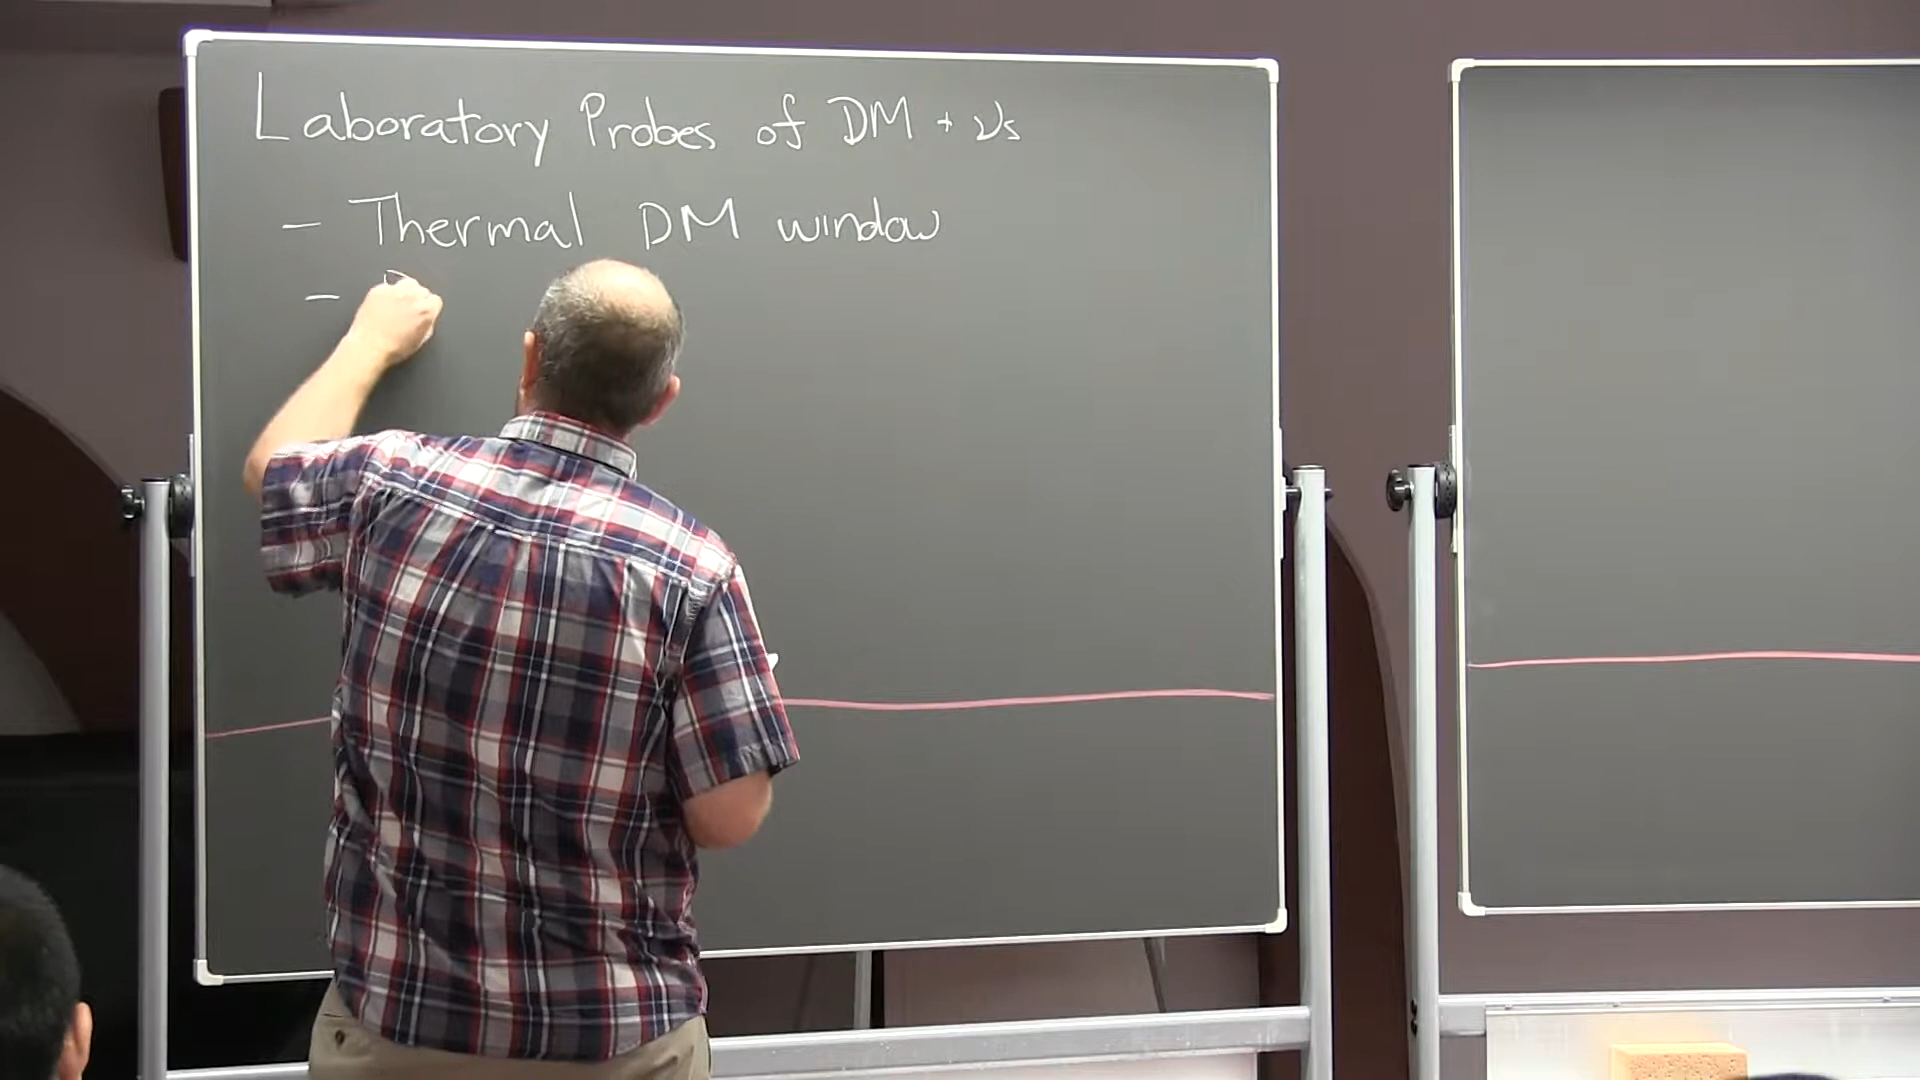 Laboratory Probes of DM + νs
- Thermal DM window
-